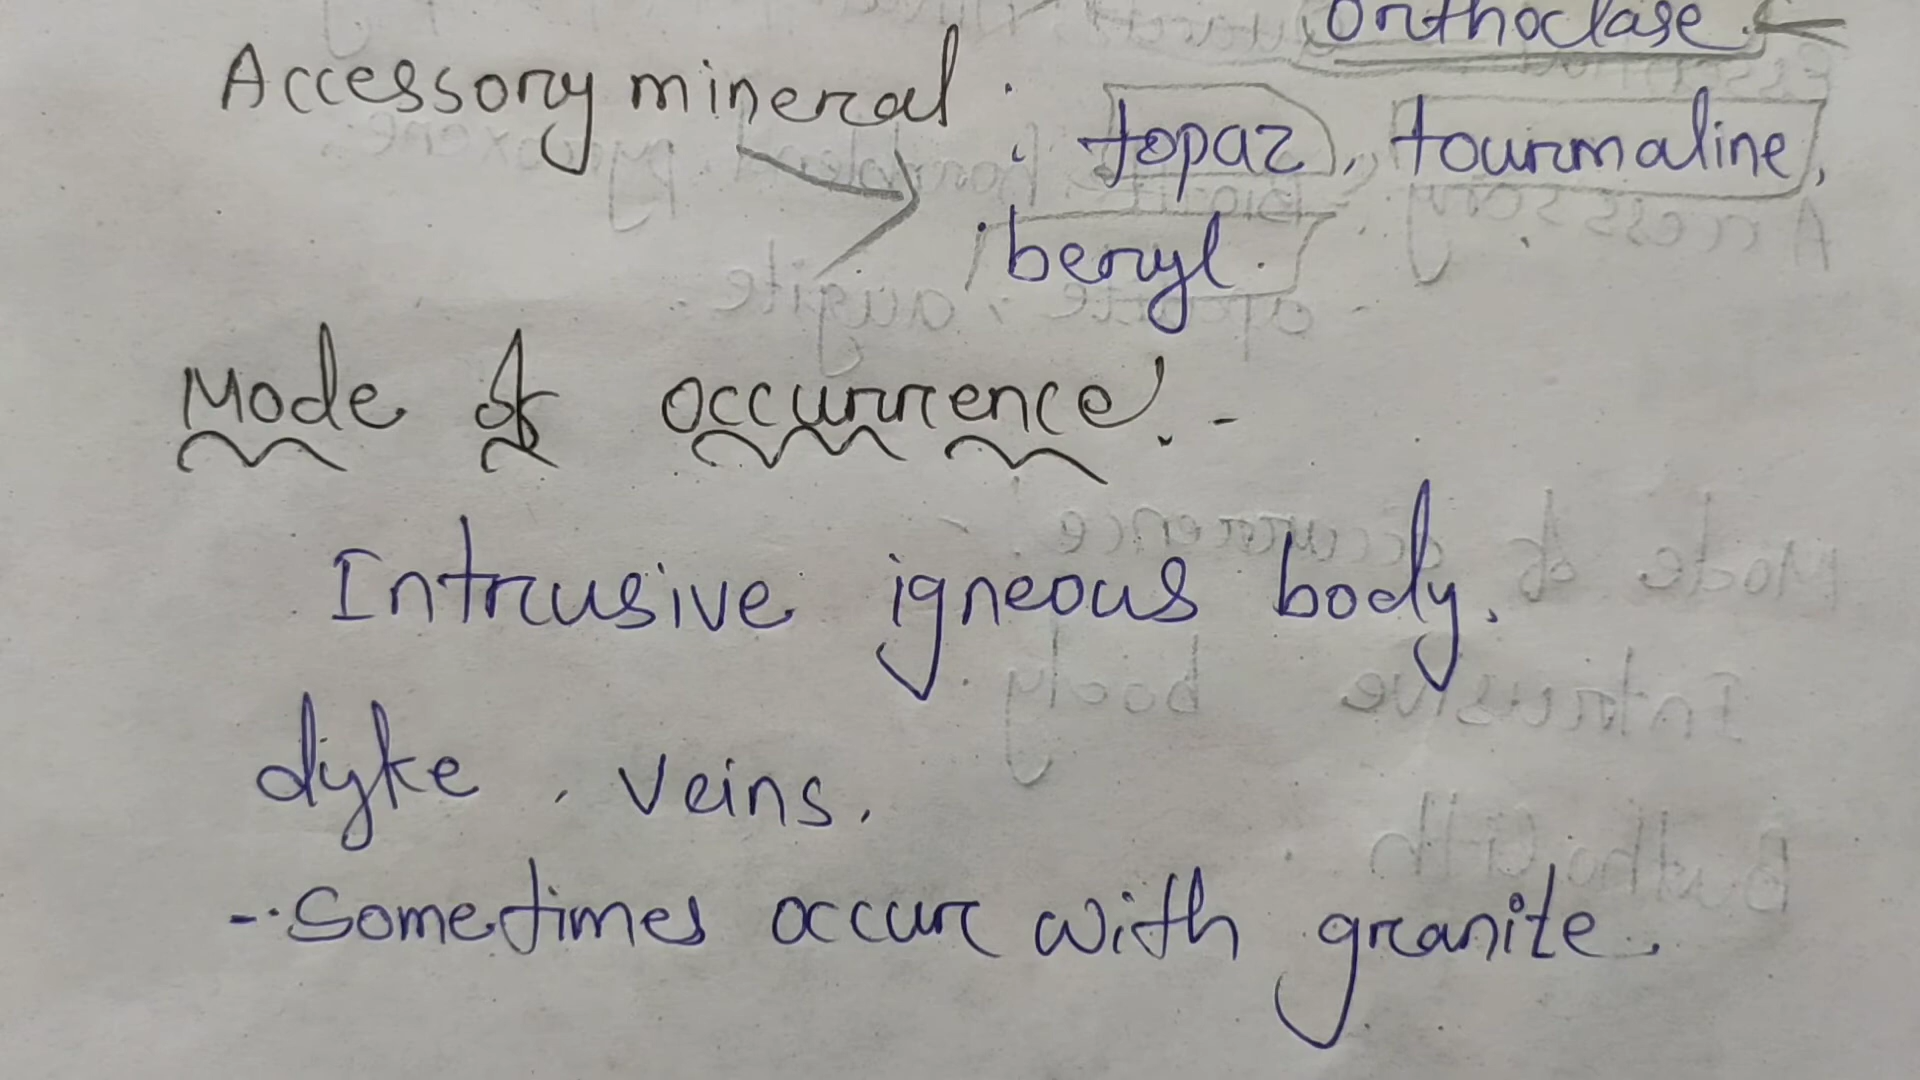 Orthoclase.
Accessory mineral : topaz, tourmaline,
beryl.
Mode of occurrence:-
Intrusive igneous body.
dyke, veins.
- Sometimes occur with granite.